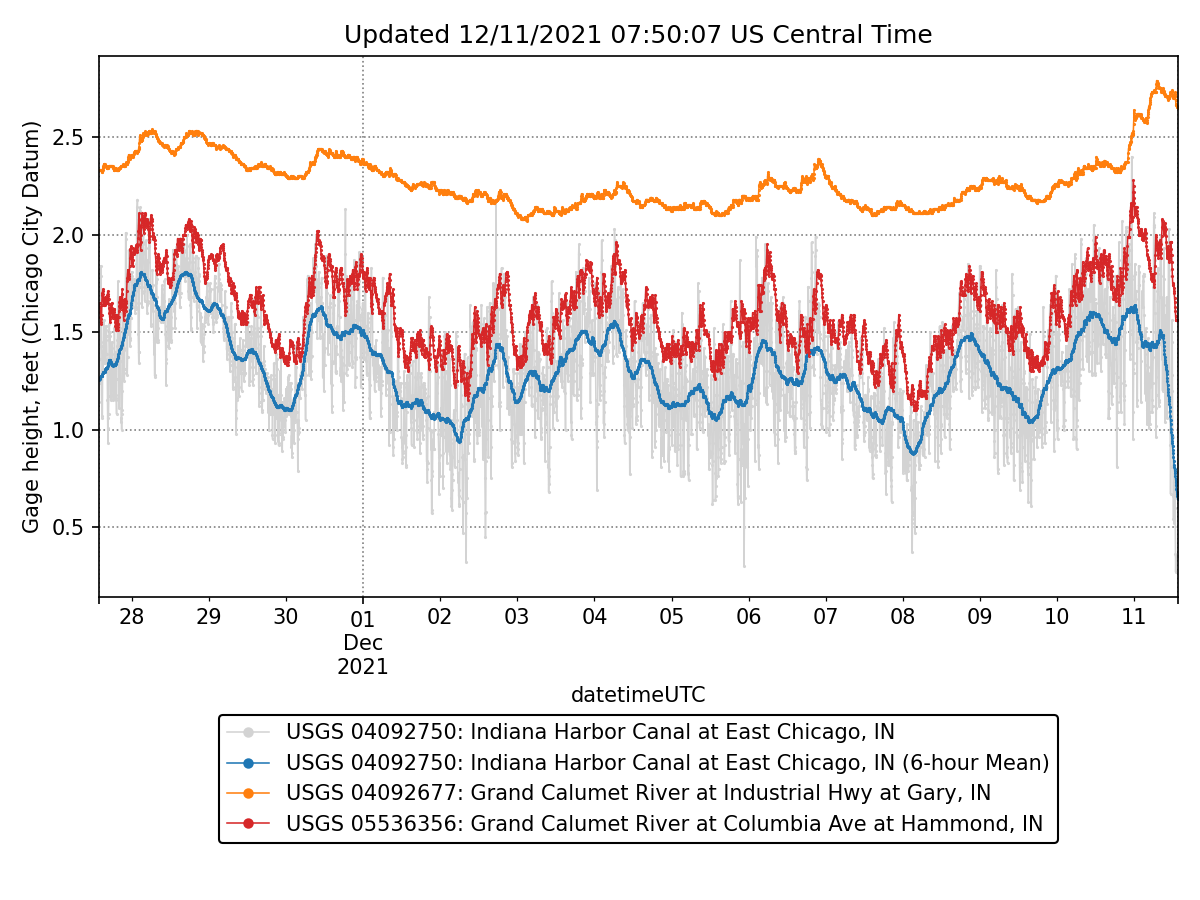 Updated 12/11/2021 07:50:07 US Central Time
Gage height, feet (Chicago City Datum)
2.5
2.0
1.5
1.0
0.5
28 29 30 01 02 03 04 05 06 07 08 09 10 11
Dec
2021
datetimeUTC
USGS 04092750: Indiana Harbor Canal at East Chicago, IN
USGS 04092750: Indiana Harbor Canal at East Chicago, IN (6-hour Mean)
USGS 04092677: Grand Calumet River at Industrial Hwy at Gary, IN
USGS 05536356: Grand Calumet River at Columbia Ave at Hammond, IN